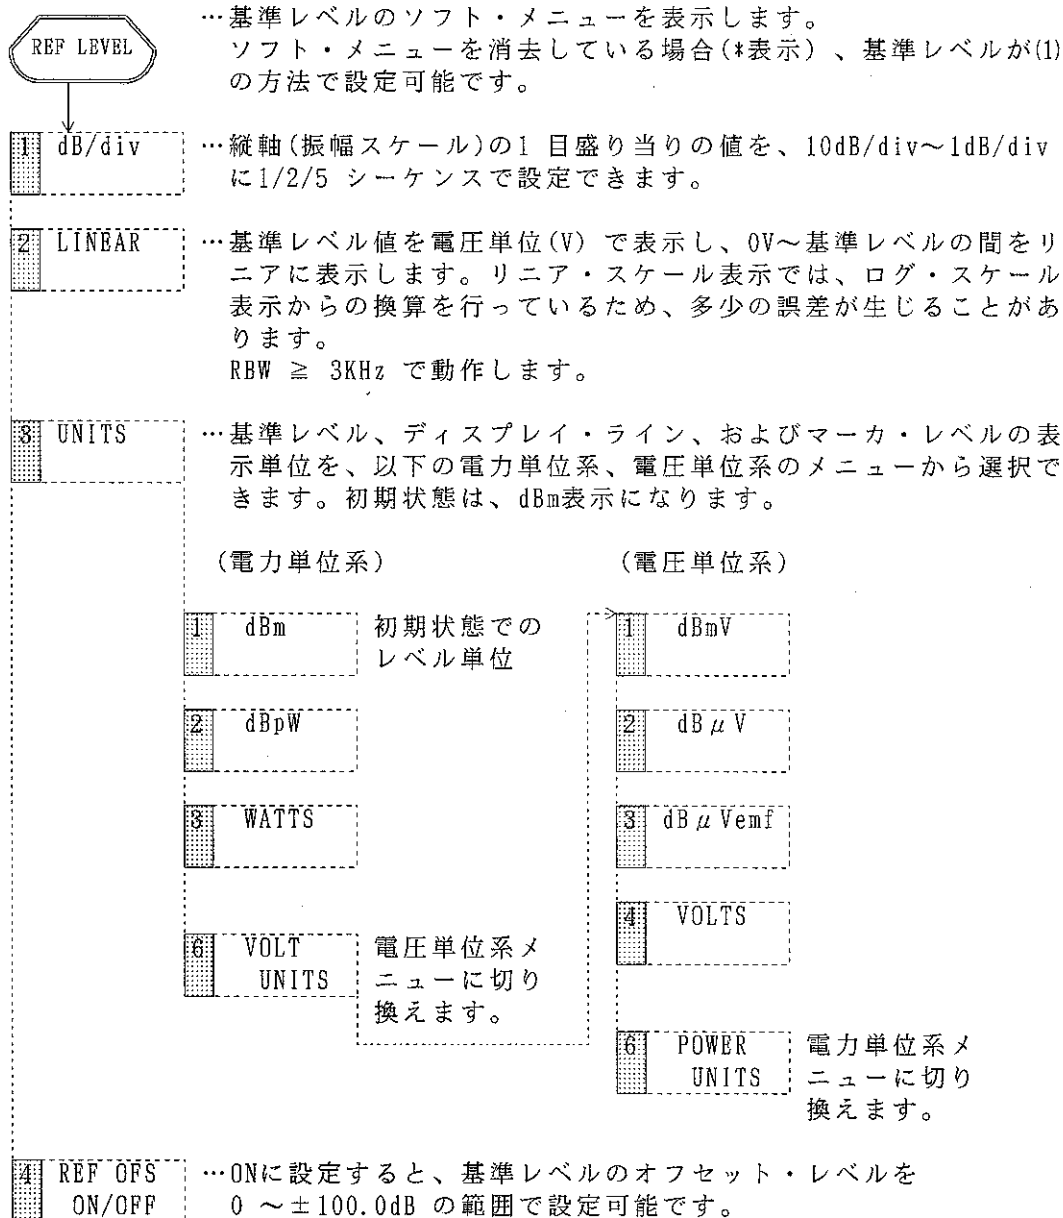 REF LEVEL
…基準レベルのソフト・メニューを表示します。
ソフト・メニューを消去している場合(*表示)、基準レベルが(1)
の方法で設定可能です。
1 dB/div
…縦軸(振幅スケール)の1 目盛り当りの値を、10dB/div～1dB/div
に1/2/5 シーケンスで設定できます。
2 LINEAR
…基準レベル値を電圧単位(V) で表示し、0V～基準レベルの間をリ
ニアに表示します。リニア・スケール表示では、ログ・スケール
表示からの換算を行っているため、多少の誤差が生じることがあ
ります。
RBW ≧ 3KHz で動作します。
3 UNITS
…基準レベル、ディスプレイ・ライン、およびマーカ・レベルの表
示単位を、以下の電力単位系、電圧単位系のメニューから選択で
きます。初期状態は、dBm表示になります。
(電力単位系)
1 dBm
初期状態での
レベル単位
2 dBpW
3 WATTS
6 VOLT
UNITS
電圧単位系メ
ニューに切り
換えます。
(電圧単位系)
1 dBmV
2 dBμV
3 dBμVemf
4 VOLTS
6 POWER
UNITS
電力単位系メ
ニューに切り
換えます。
4 REF OFS
ON/OFF
…ONに設定すると、基準レベルのオフセット・レベルを
0 ～±100.0dB の範囲で設定可能です。